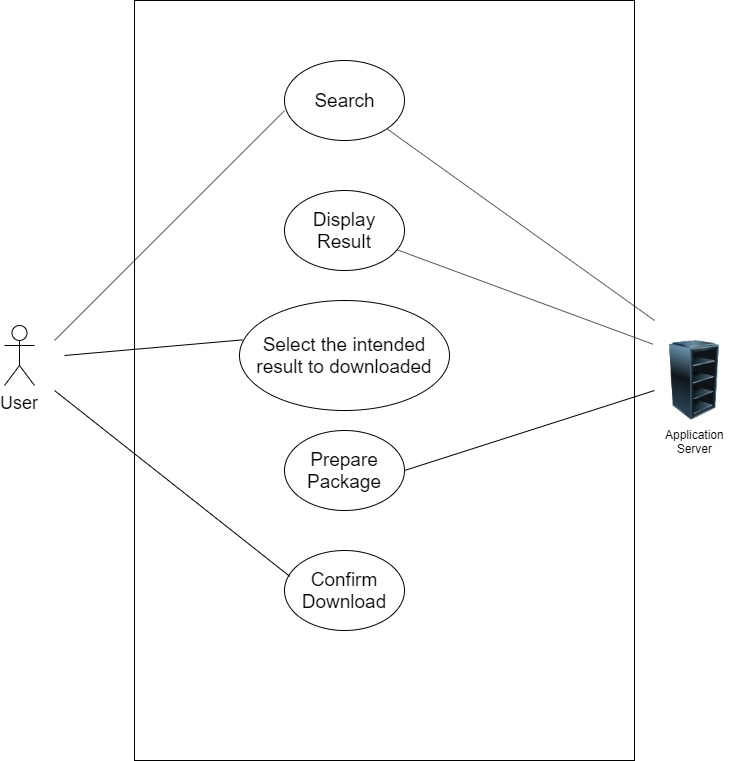 Search
Display
Result
Select the intended
result to downloaded
User
Application
Server
Prepare
Package
Confirm
Download